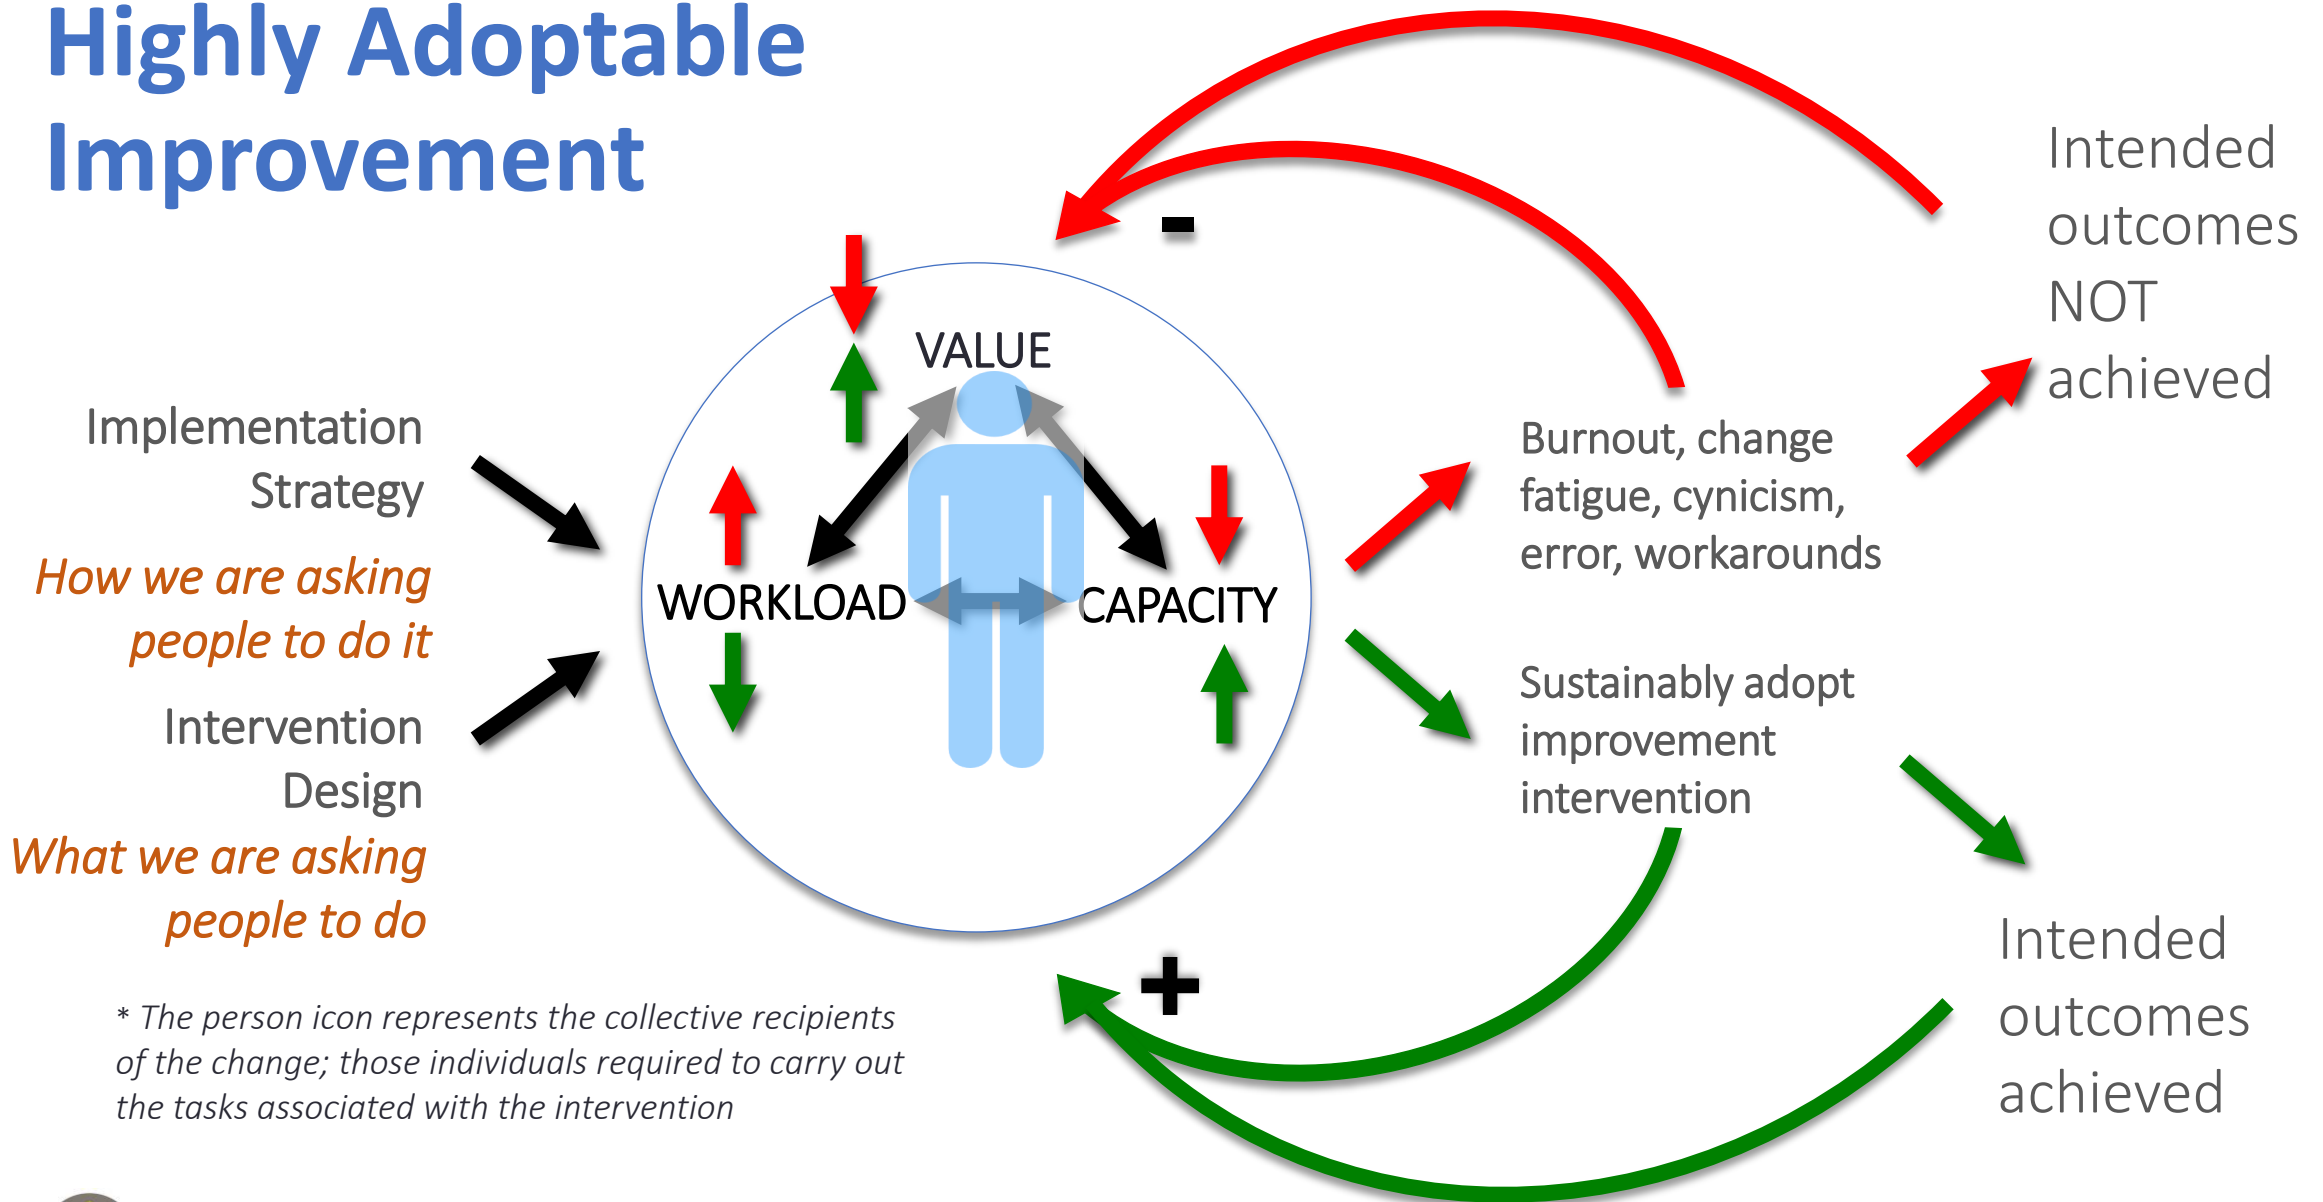 Highly Adoptable
Improvement
Implementation
Strategy
How we are asking
people to do it
Intervention
Design
What we are asking
people to do
* The person icon represents the collective recipients
of the change; those individuals required to carry out
the tasks associated with the intervention
VALUE
WORKLOAD
CAPACITY
-
+
Burnout, change
fatigue, cynicism,
error, workarounds
Sustainably adopt
improvement
intervention
Intended
outcomes
NOT
achieved
Intended
outcomes
achieved